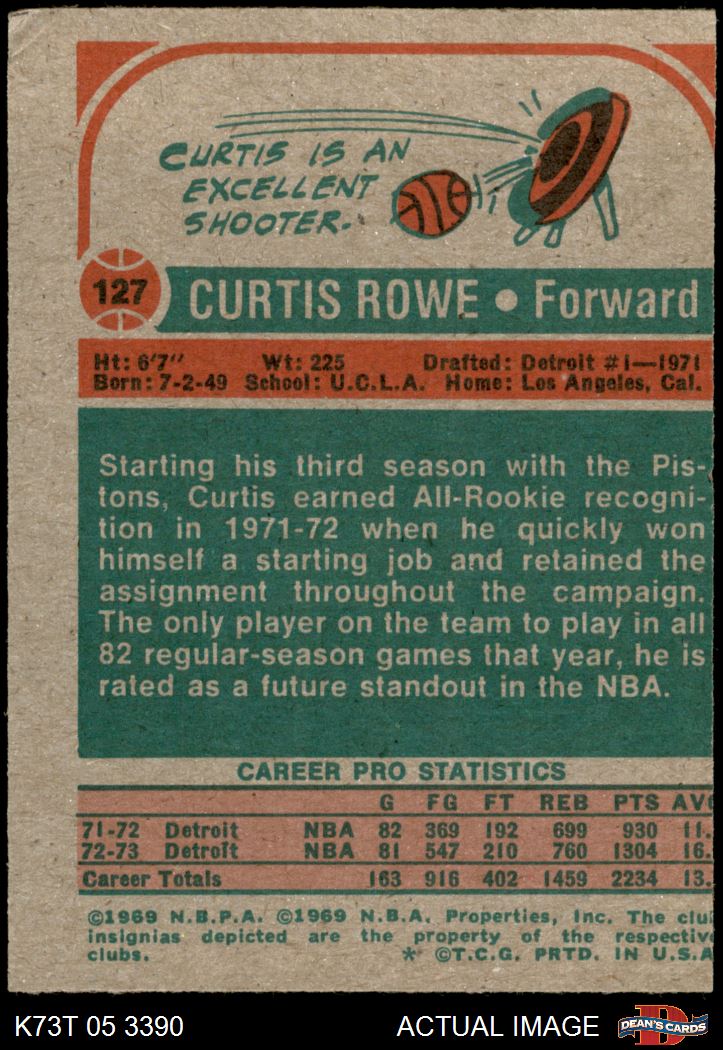 CURTIS IS AN
EXCELLENT
SHOOTER.
127
CURTIS ROWE • Forward
Ht: 6'7" Wt: 225 Drafted: Detroit #1—1971
Born: 7-2-49 School: U.C.L.A. Home: Los Angeles, Cal.
Starting his third season with the Pis-
tons, Curtis earned All-Rookie recogni-
tion in 1971-72 when he quickly won
himself a starting job and retained the
assignment throughout the campaign.
The only player on the team to play in all
82 regular-season games that year, he is
rated as a future standout in the NBA.
CAREER PRO STATISTICS
G FG FT REB PTS AV
71-72 Detroit NBA 82 369 192 699 930 11.
72-73 Detroit NBA 81 547 210 760 1304 16.
Career Totals 163 916 402 1459 2234 13.
©1969 N.B.P.A. ©1969 N.B.A. Properties, Inc. The clu
insignias depicted are the property of the respective
clubs. * ©T.C.G. PRTD. IN U.S.A
K73T 05 3390 ACTUAL IMAGE DEAN'S CARDS